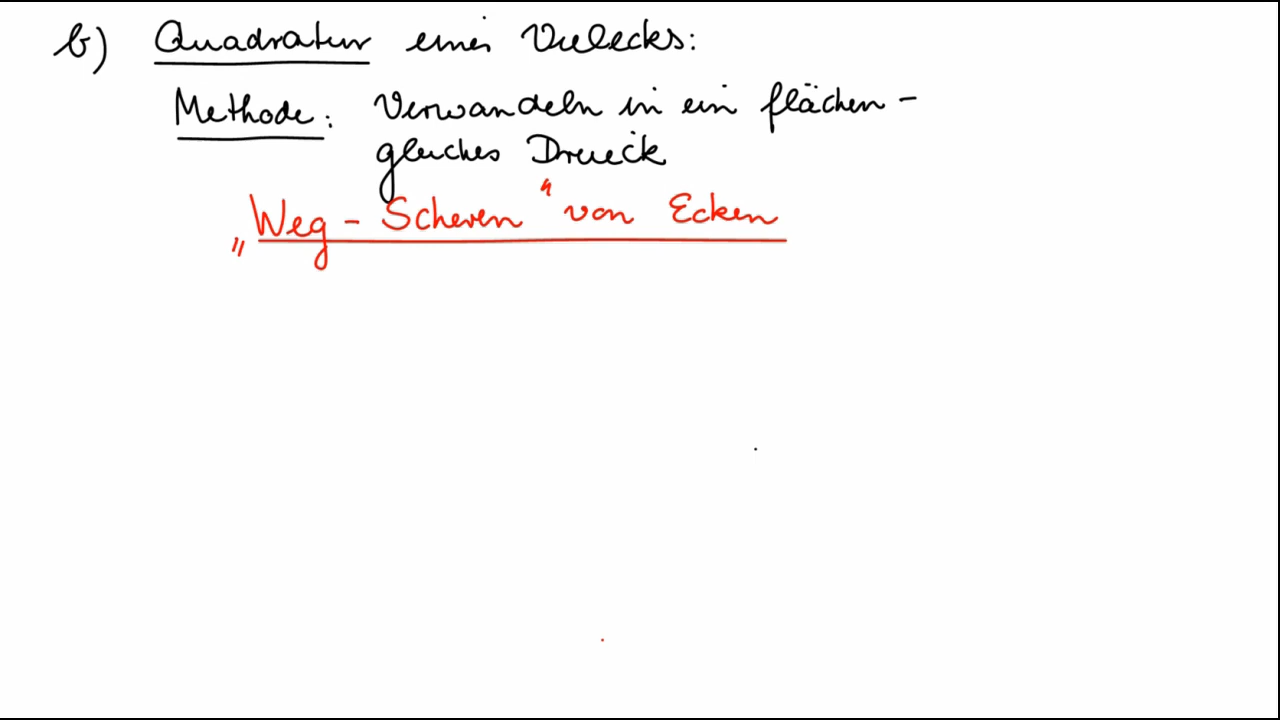 b) Quadratur eines Vielecks:
Methode: Verwandeln in ein flächen-
gleiches Dreieck
„Weg-Scheren“ von Ecken